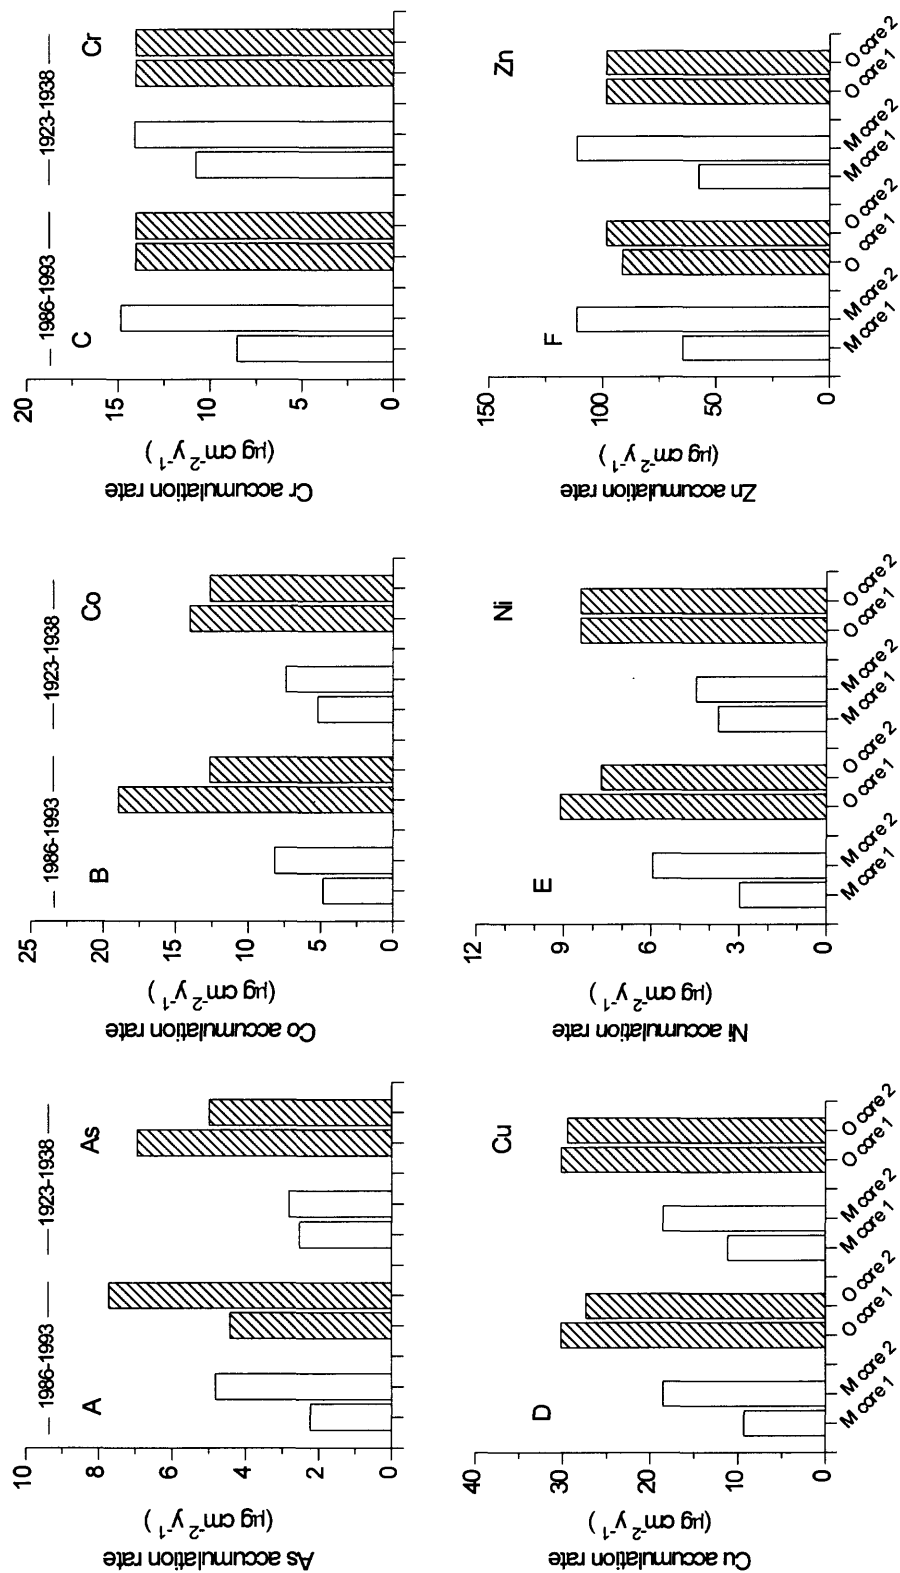 — 1986-1993 — — 1923-1938 —
A As
10
8
6
4
2
0
As accumulation rate
(µg cm⁻² y⁻¹)
— 1986-1993 — — 1923-1938 —
B Co
25
20
15
10
5
0
Co accumulation rate
(µg cm⁻² y⁻¹)
— 1986-1993 — — 1923-1938 —
C Cr
20
15
10
5
0
Cr accumulation rate
(µg cm⁻² y⁻¹)
D Cu
40
30
20
10
0
Cu accumulation rate
(µg cm⁻² y⁻¹)
M core 1
M core 2
O core 1
O core 2
M core 1
M core 2
O core 1
O core 2
E Ni
12
9
6
3
0
Ni accumulation rate
(µg cm⁻² y⁻¹)
M core 1
M core 2
O core 1
O core 2
M core 1
M core 2
O core 1
O core 2
F Zn
150
100
50
0
Zn accumulation rate
(µg cm⁻² y⁻¹)
M core 1
M core 2
O core 1
O core 2
M core 1
M core 2
O core 1
O core 2